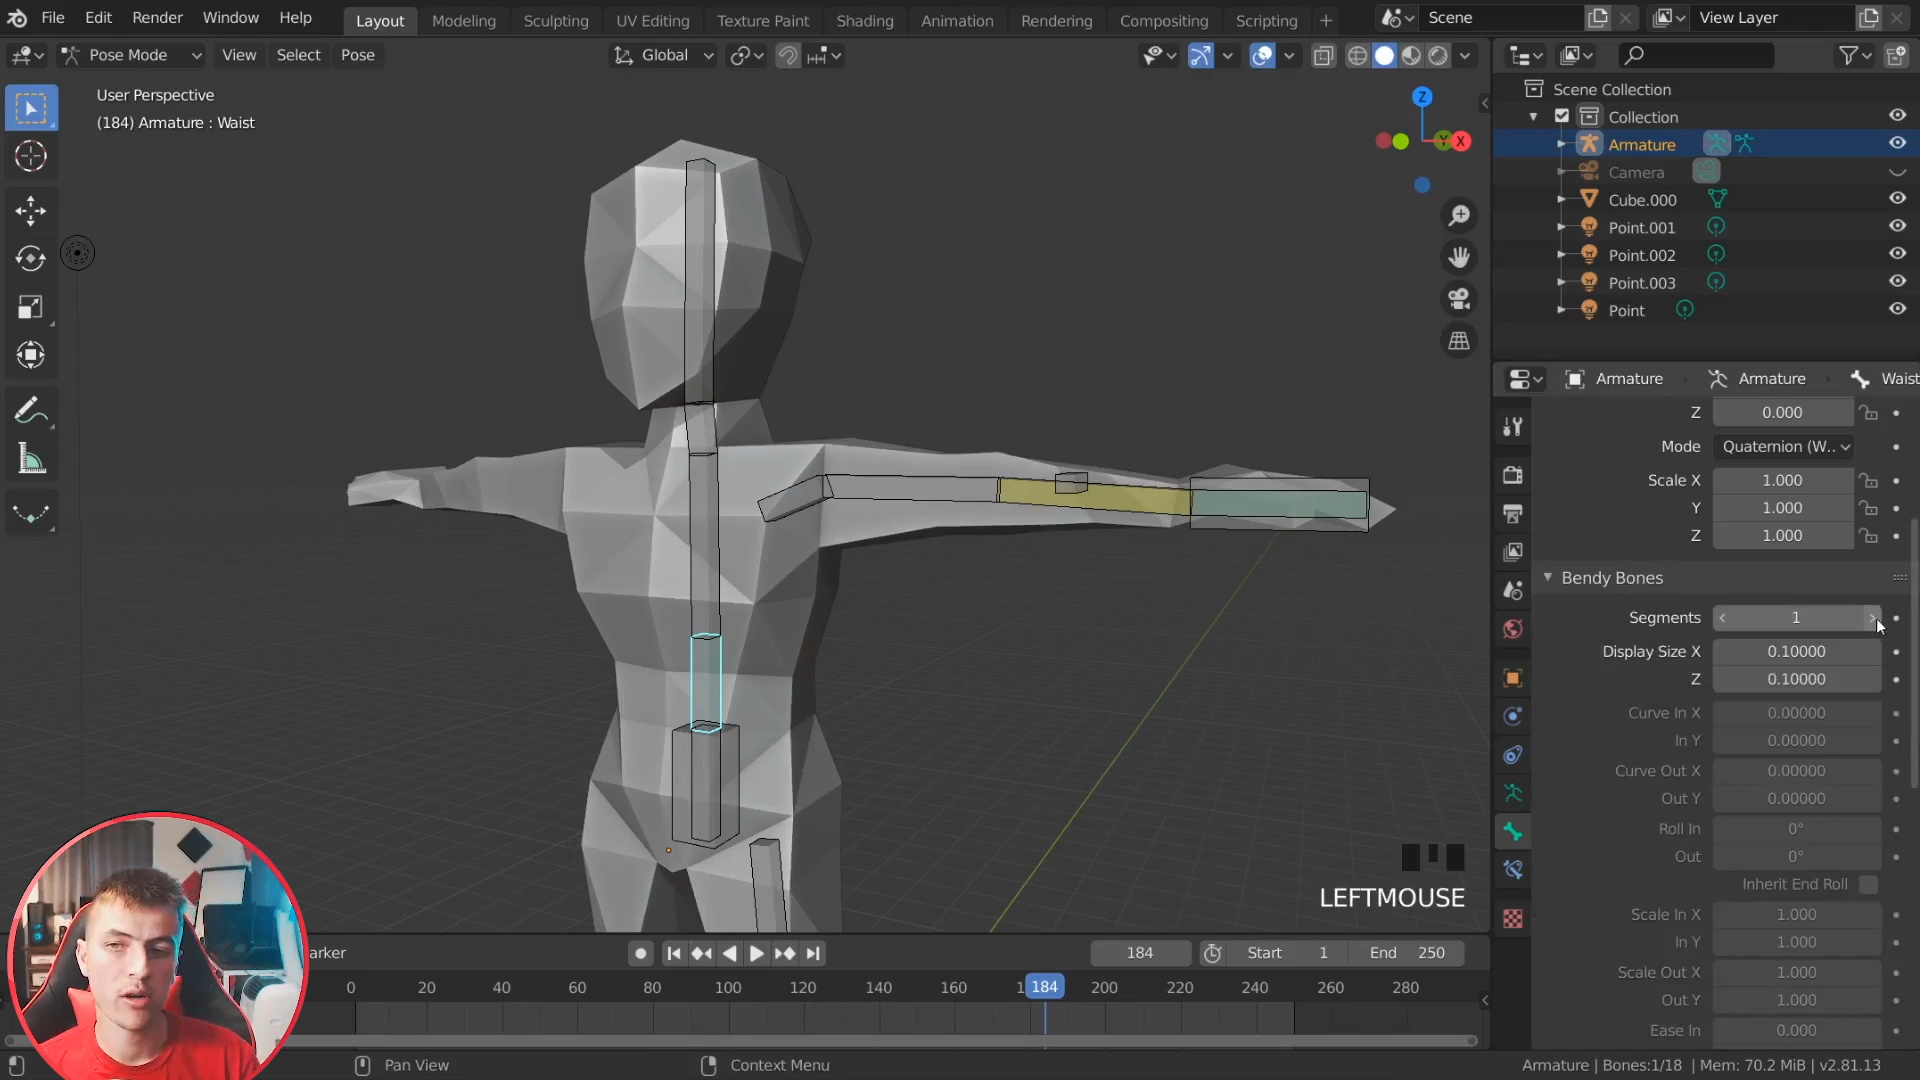 File Edit Render Window Help Layout Modeling Sculpting UV Editing Texture Paint Shading Animation Rendering Compositing Scripting + Scene View Layer
Pose Mode View Select Pose Global
User Perspective
(184) Armature : Waist
Z
Y X
Scene Collection
Collection
Armature
Camera
Cube.000
Point.001
Point.002
Point.003
Point
Armature Armature Waist
Z 0.000
Mode Quaternion (W..
Scale X 1.000
Y 1.000
Z 1.000
Bendy Bones
Segments 1
Display Size X 0.10000
Z 0.10000
Curve In X 0.00000
In Y 0.00000
Curve Out X 0.00000
Out Y 0.00000
Roll In 0°
Out 0°
Inherit End Roll
Scale In X 1.000
In Y 1.000
Scale Out X 1.000
Out Y 1.000
Ease In 0.000
LEFTMOUSE
arker 184 Start 1 End 250
0 20 40 60 80 100 120 140 160 1 184 200 220 240 260 280
Pan View Context Menu Armature | Bones:1/18 | Mem: 70.2 MiB | v2.81.13